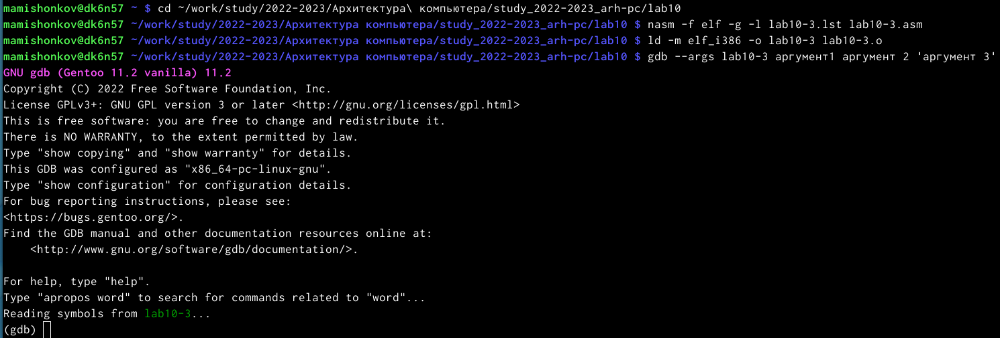 mamishonkov@dk6n57 ~ $ cd ~/work/study/2022-2023/Архитектура\ компьютера/study_2022-2023_arh-pc/lab10
mamishonkov@dk6n57 ~/work/study/2022-2023/Архитектура компьютера/study_2022-2023_arh-pc/lab10 $ nasm -f elf -g -l lab10-3.lst lab10-3.asm
mamishonkov@dk6n57 ~/work/study/2022-2023/Архитектура компьютера/study_2022-2023_arh-pc/lab10 $ ld -m elf_i386 -o lab10-3 lab10-3.o
mamishonkov@dk6n57 ~/work/study/2022-2023/Архитектура компьютера/study_2022-2023_arh-pc/lab10 $ gdb --args lab10-3 аргумент1 аргумент 2 'аргумент 3'
GNU gdb (Gentoo 11.2 vanilla) 11.2
Copyright (C) 2022 Free Software Foundation, Inc.
License GPLv3+: GNU GPL version 3 or later <http://gnu.org/licenses/gpl.html>
This is free software: you are free to change and redistribute it.
There is NO WARRANTY, to the extent permitted by law.
Type "show copying" and "show warranty" for details.
This GDB was configured as "x86_64-pc-linux-gnu".
Type "show configuration" for configuration details.
For bug reporting instructions, please see:
<https://bugs.gentoo.org/>.
Find the GDB manual and other documentation resources online at:
    <http://www.gnu.org/software/gdb/documentation/>.

For help, type "help".
Type "apropos word" to search for commands related to "word"...
Reading symbols from lab10-3...
(gdb)